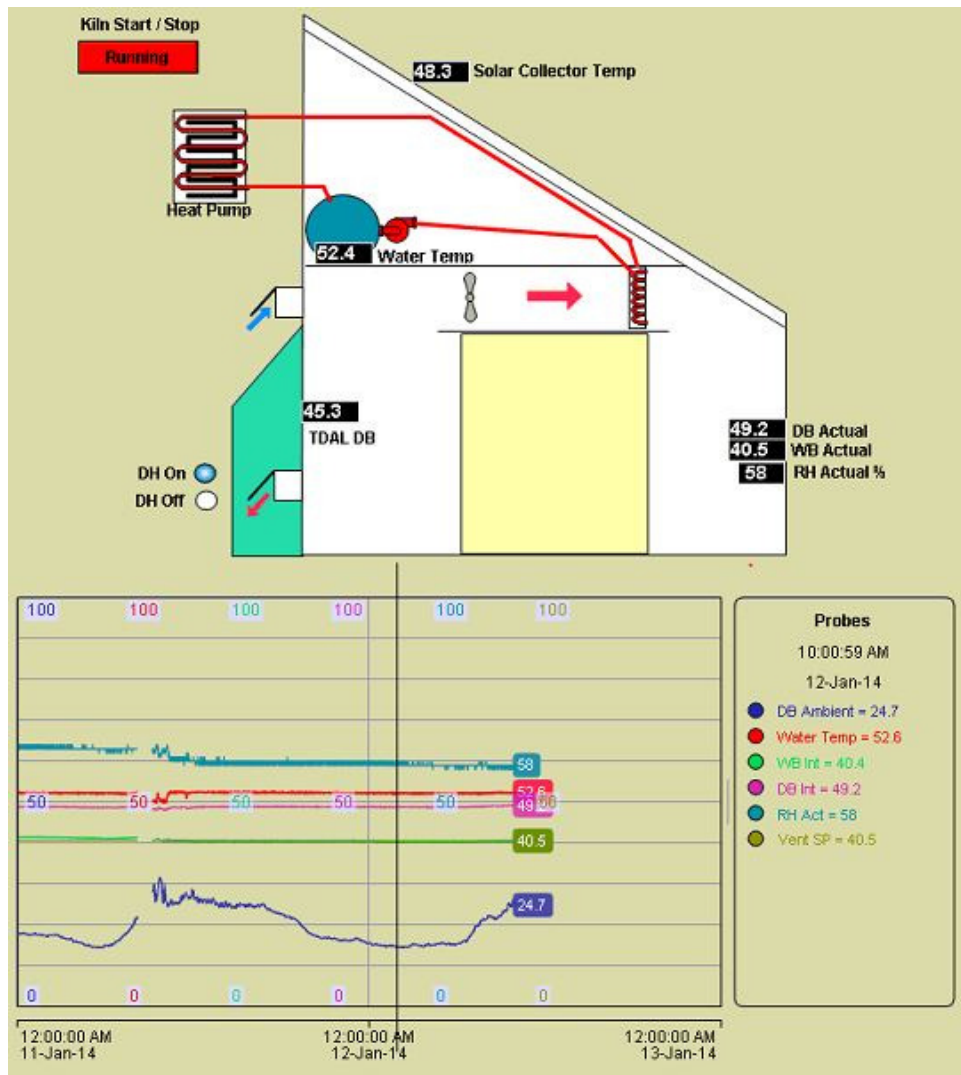 Kiln Start / Stop
Running
48.3 Solar Collector Temp
Heat Pump
52.4 Water Temp
45.3
TDAL DB
49.2 DB Actual
40.5 WB Actual
58 RH Actual %
DH On
DH Off
100 100 100 100 100 100
58
52.6
50 50 50 50 50
49.2
40.5
24.7
0 0 0 0 0 0
12:00:00 AM 12:00:00 AM 12:00:00 AM
11-Jan-14 12-Jan-14 13-Jan-14
Probes
10:00:59 AM
12-Jan-14
DB Ambient = 24.7
Water Temp = 52.6
WB Int = 40.4
DB Int = 49.2
RH Act = 58
Vent SP = 40.5